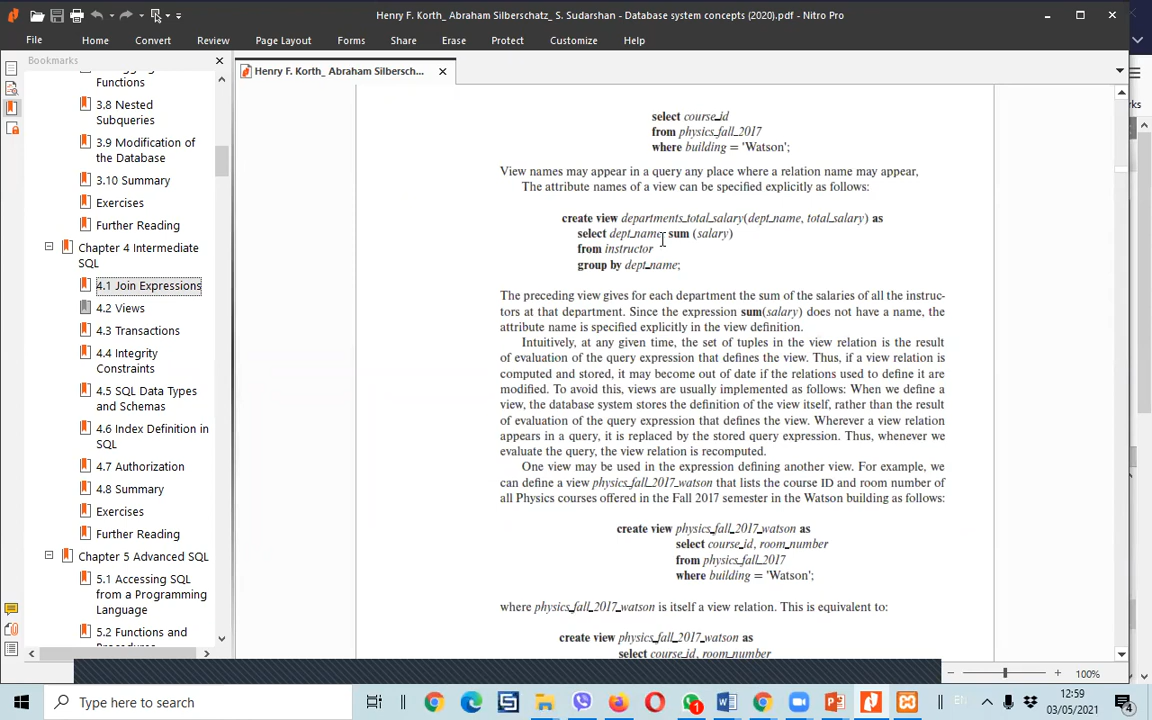 Henry F. Korth_ Abraham Silberschatz_ S. Sudarshan - Database system concepts (2020).pdf - Nitro Pro
File Home Convert Review Page Layout Forms Share Erase Protect Customize Help
Bookmarks
Henry F. Korth_ Abraham Silbersch...
Functions
3.8 Nested
Subqueries
3.9 Modification of
the Database
3.10 Summary
Exercises
Further Reading
Chapter 4 Intermediate
SQL
4.1 Join Expressions
4.2 Views
4.3 Transactions
4.4 Integrity
Constraints
4.5 SQL Data Types
and Schemas
4.6 Index Definition in
SQL
4.7 Authorization
4.8 Summary
Exercises
Further Reading
Chapter 5 Advanced SQL
5.1 Accessing SQL
from a Programming
Language
5.2 Functions and
select course_id
from physics_fall_2017
where building = 'Watson';
View names may appear in a query any place where a relation name may appear,
The attribute names of a view can be specified explicitly as follows:
create view departments_total_salary(dept_name, total_salary) as
select dept_name, sum (salary)
from instructor
group by dept_name;
The preceding view gives for each department the sum of the salaries of all the instruc-
tors at that department. Since the expression sum(salary) does not have a name, the
attribute name is specified explicitly in the view definition.
Intuitively, at any given time, the set of tuples in the view relation is the result
of evaluation of the query expression that defines the view. Thus, if a view relation is
computed and stored, it may become out of date if the relations used to define it are
modified. To avoid this, views are usually implemented as follows: When we define a
view, the database system stores the definition of the view itself, rather than the result
of evaluation of the query expression that defines the view. Wherever a view relation
appears in a query, it is replaced by the stored query expression. Thus, whenever we
evaluate the query, the view relation is recomputed.
One view may be used in the expression defining another view. For example, we
can define a view physics_fall_2017_watson that lists the course ID and room number of
all Physics courses offered in the Fall 2017 semester in the Watson building as follows:
create view physics_fall_2017_watson as
select course_id, room_number
from physics_fall_2017
where building = 'Watson';
where physics_fall_2017_watson is itself a view relation. This is equivalent to:
create view physics_fall_2017_watson as
select course_id, room_number
100%
Type here to search
EN
12:59
03/05/2021